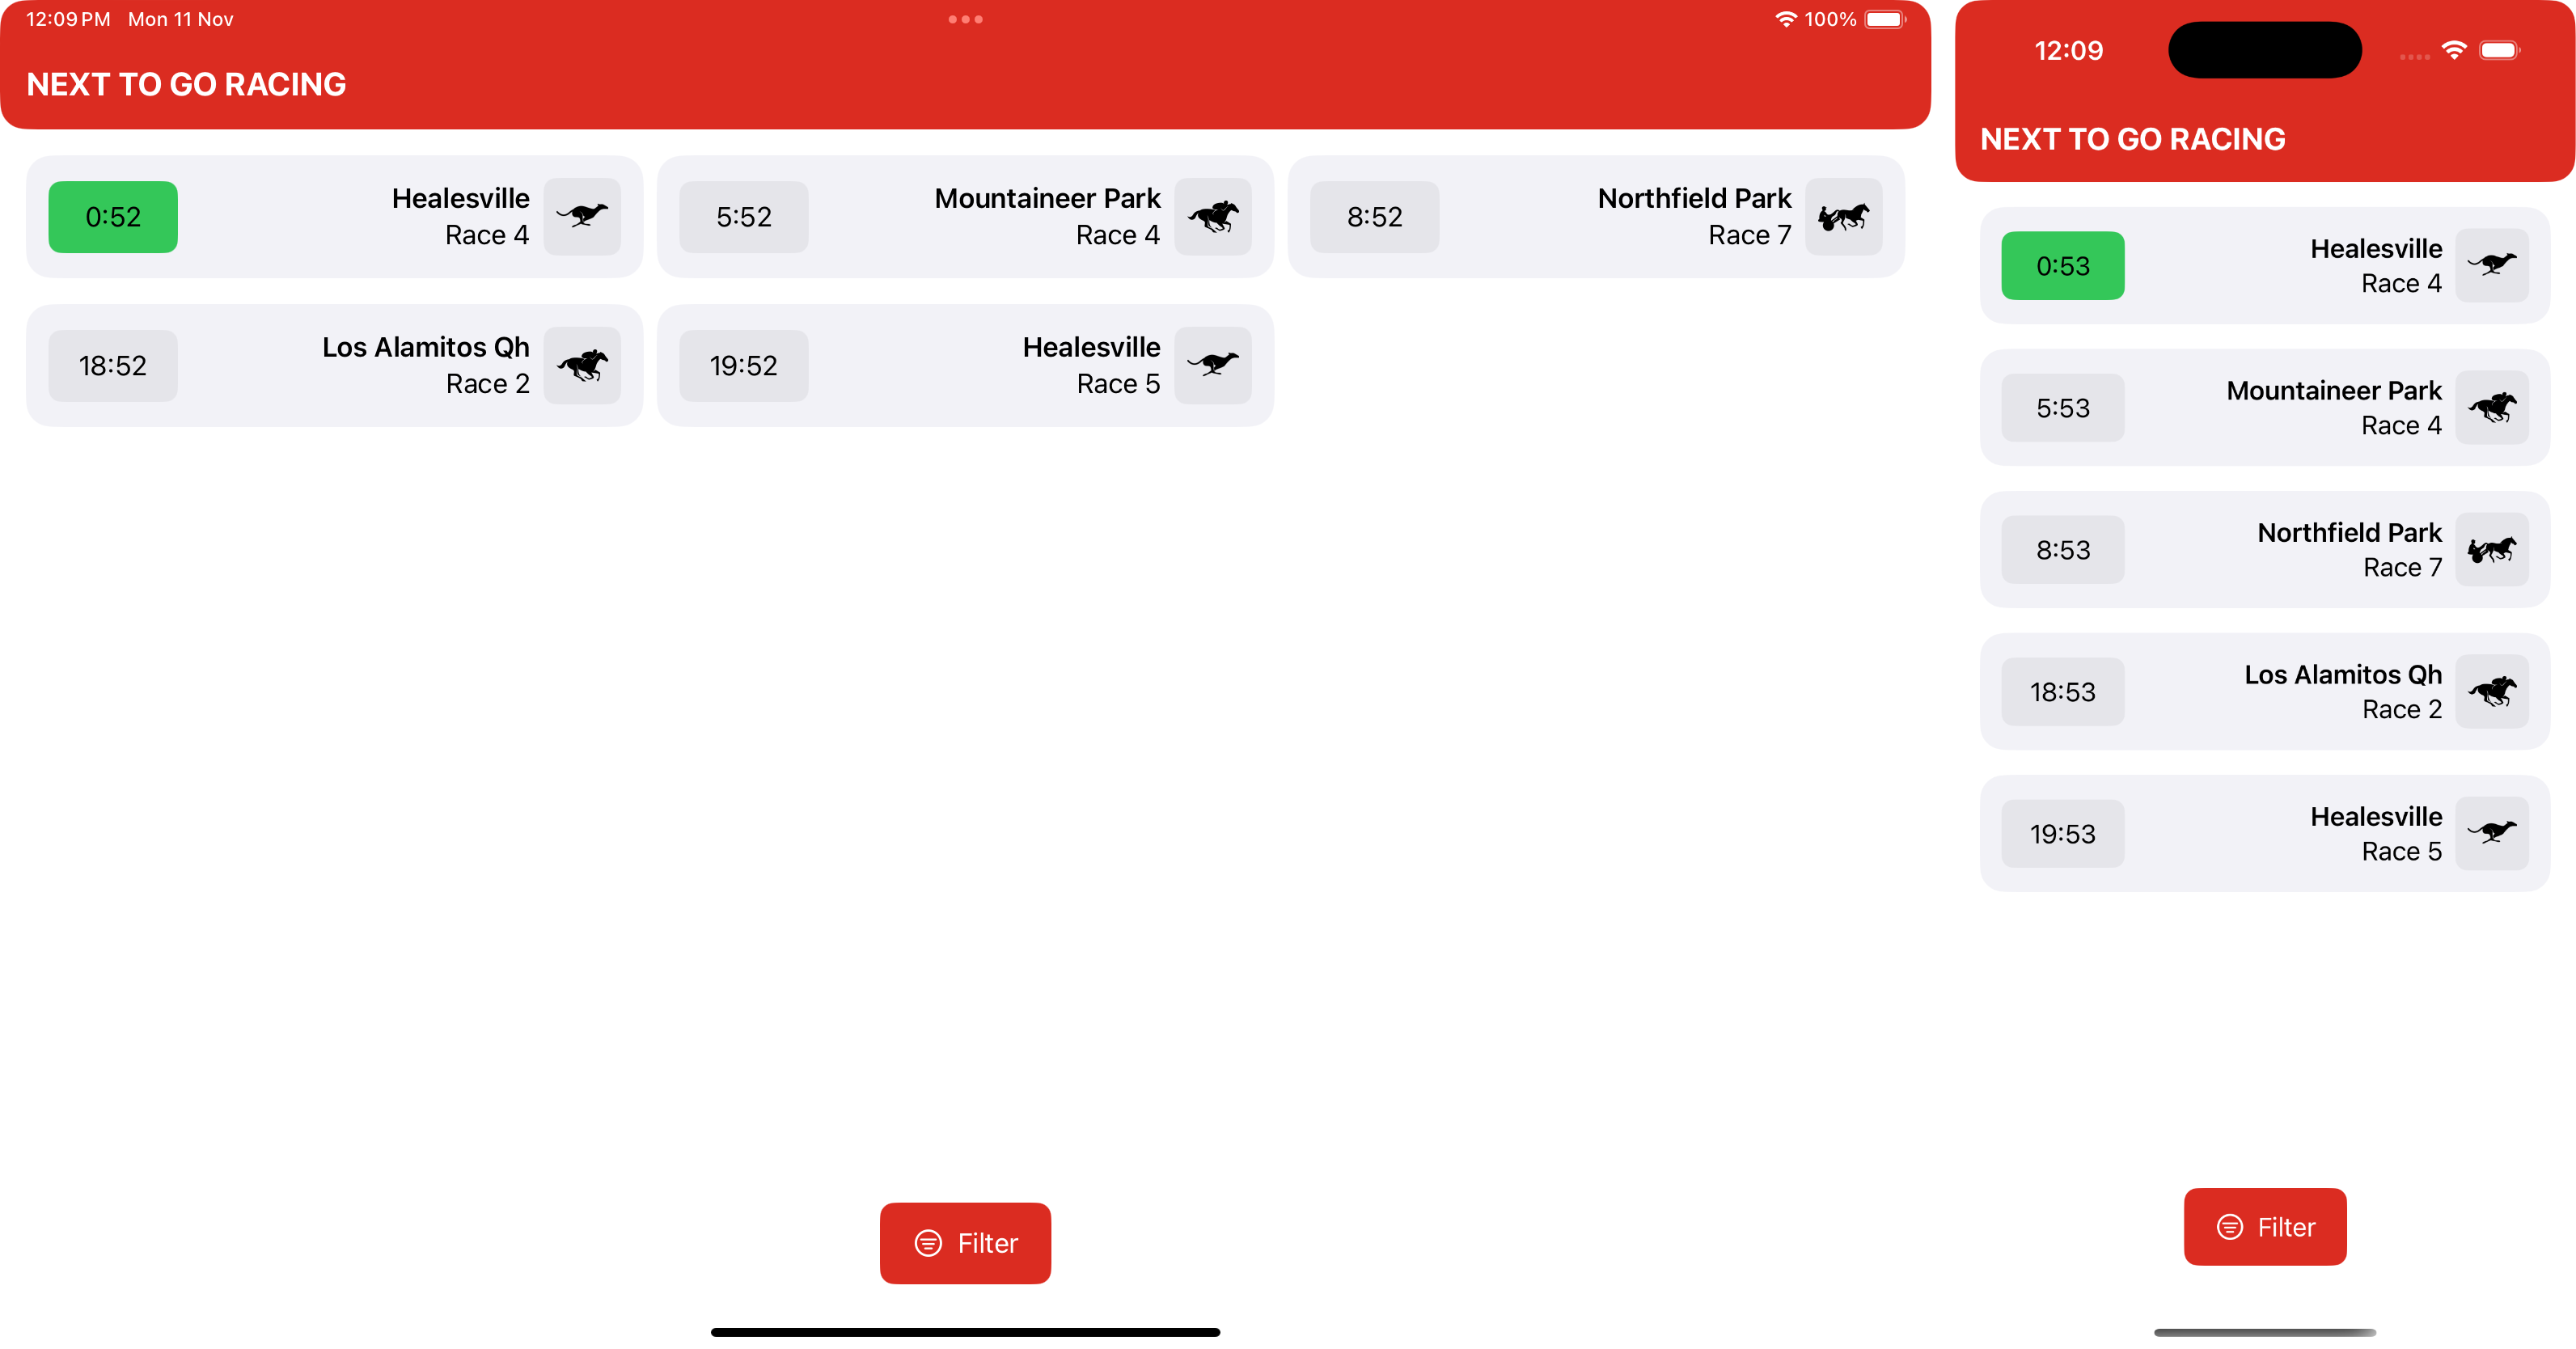 12:09 PM Mon 11 Nov
100%
NEXT TO GO RACING
0:52
Healesville
Race 4
5:52
Mountaineer Park
Race 4
8:52
Northfield Park
Race 7
18:52
Los Alamitos Qh
Race 2
19:52
Healesville
Race 5
Filter
12:09
NEXT TO GO RACING
0:53
Healesville
Race 4
5:53
Mountaineer Park
Race 4
8:53
Northfield Park
Race 7
18:53
Los Alamitos Qh
Race 2
19:53
Healesville
Race 5
Filter